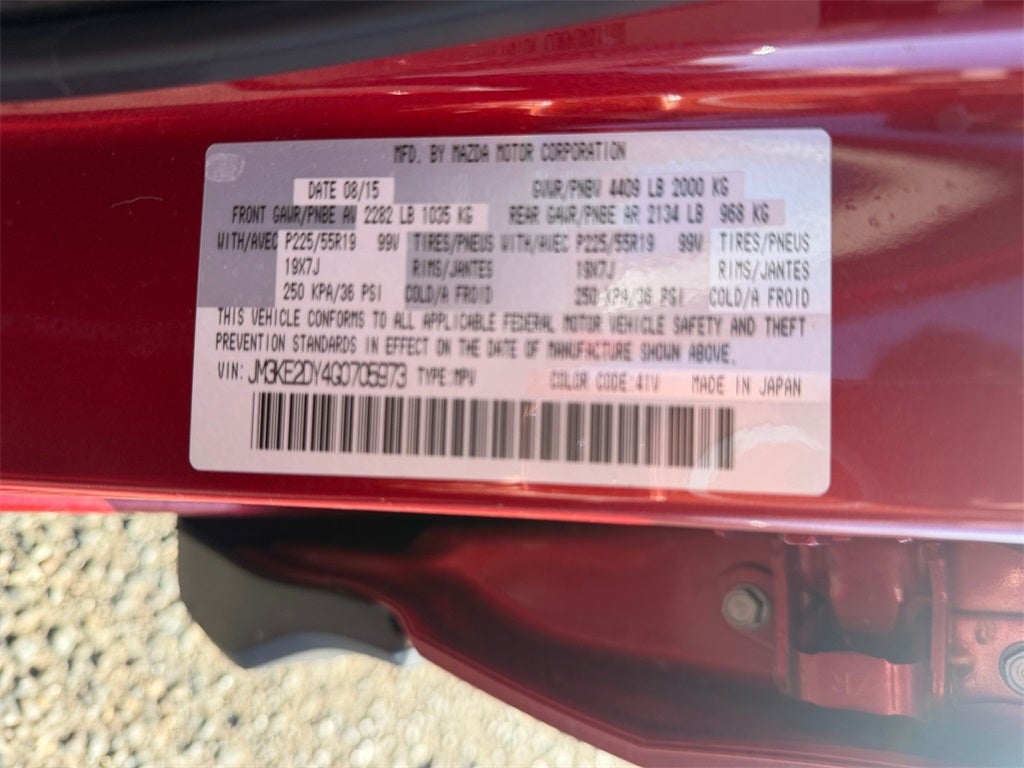 MFD. BY MAZDA MOTOR CORPORATION
DATE 08/15 GVWR/PNBV 4409 LB 2000 KG
FRONT GAWR/PNBE AV 2282 LB 1035 KG REAR GAWR/PNBE AR 2134 LB 968 KG
WITH/AVEC P225/55R19 99V TIRES/PNEUS WITH/AVEC P225/55R19 99V TIRES/PNEUS
19X7J RIMS/JANTES 19X7J RIMS/JANTES
250 KPA/36 PSI COLD/A FROID 250 KPA/36 PSI COLD/A FROID
THIS VEHICLE CONFORMS TO ALL APPLICABLE FEDERAL MOTOR VEHICLE SAFETY AND THEFT
PREVENTION STANDARDS IN EFFECT ON THE DATE OF MANUFACTURE SHOWN ABOVE.
VIN: JM3KE2DY4G0705973 TYPE:MPV COLOR CODE:41V MADE IN JAPAN